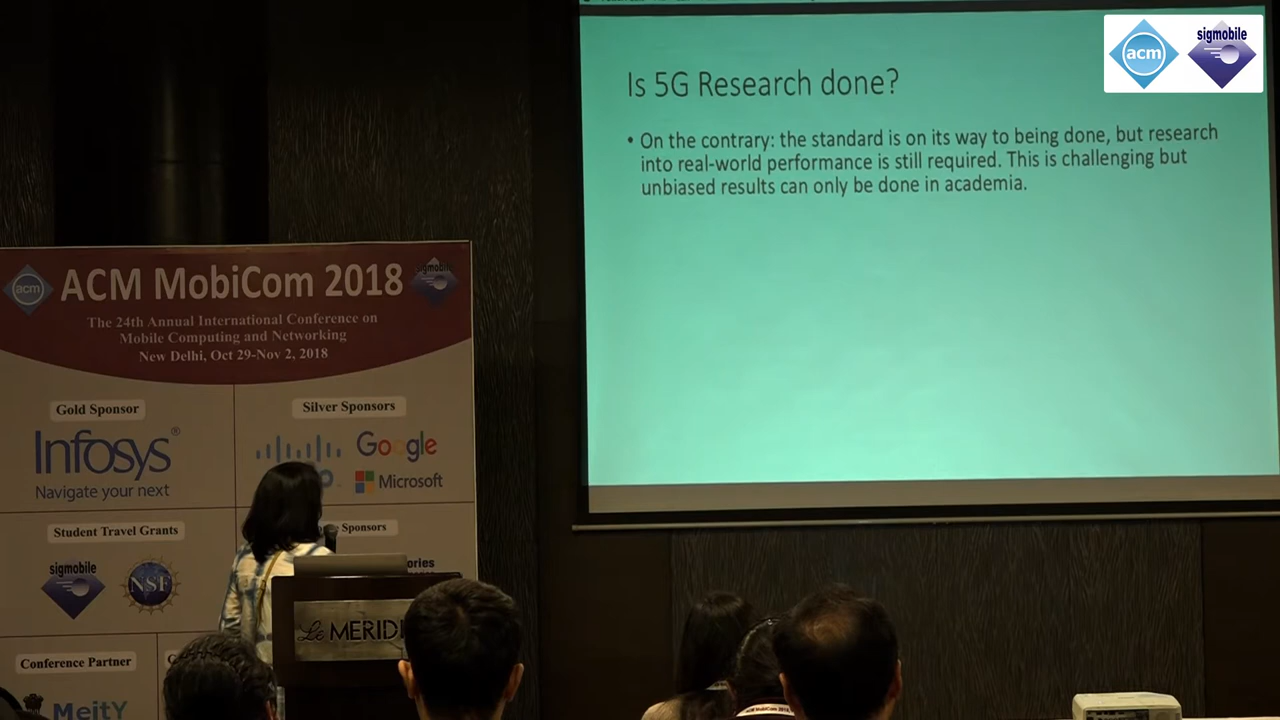 acm
sigmobile
Is 5G Research done?
• On the contrary: the standard is on its way to being done, but research
into real-world performance is still required. This is challenging but
unbiased results can only be done in academia.
acm
ACM MobiCom 2018
sigmobile
The 24th Annual International Conference on
Mobile Computing and Networking
New Delhi, Oct 29-Nov 2, 2018
Gold Sponsor
Silver Sponsors
Infosys®
Navigate your next
Google
Microsoft
Student Travel Grants
Sponsors
sigmobile
NSF
Le MERIDI
Conference Partner
MeitY
ACM MobiCom 2018